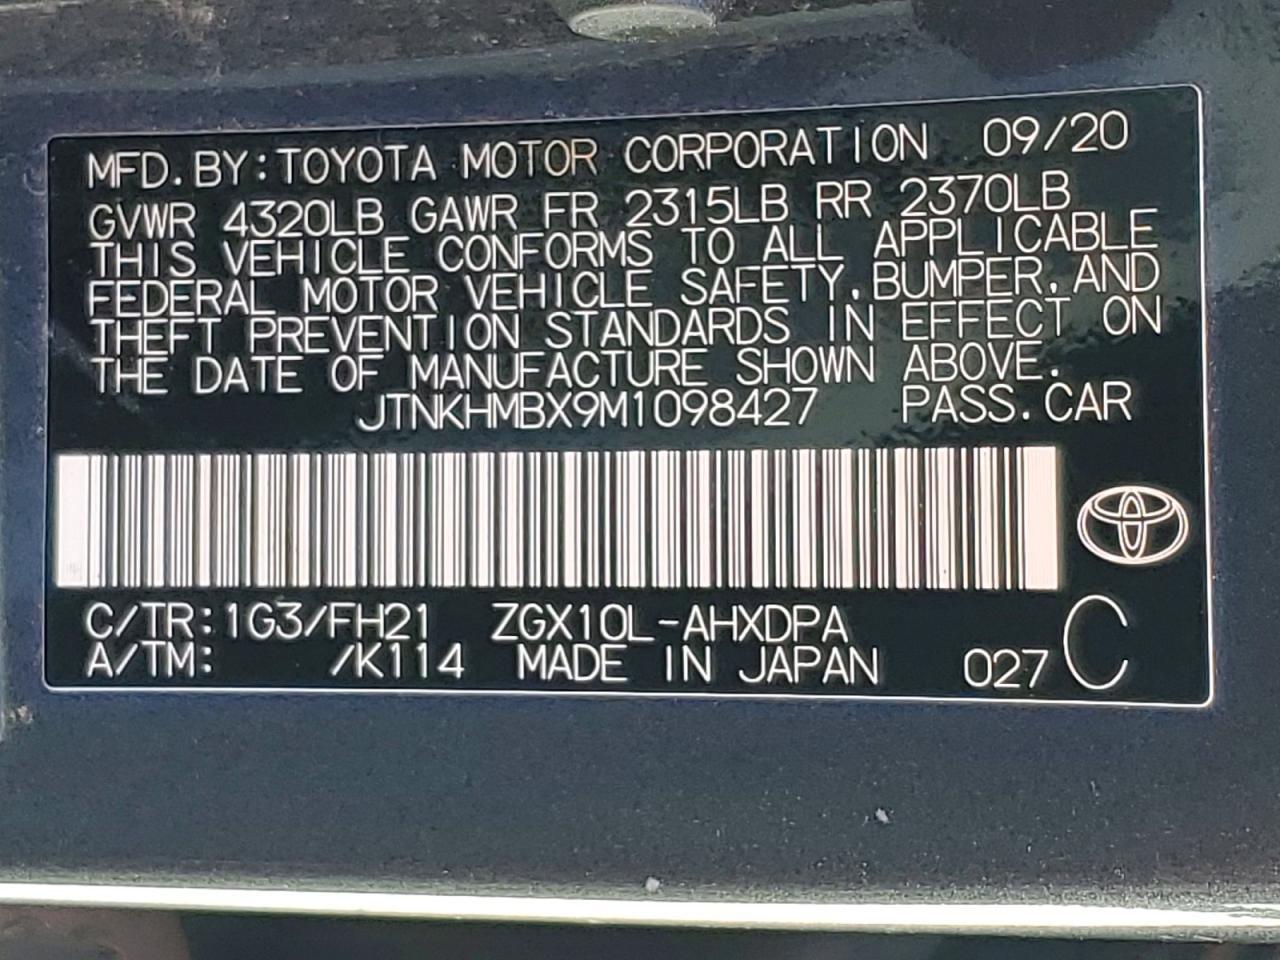 MFD. BY: TOYOTA MOTOR CORPORATION 09/20
GVWR 4320LB GAWR FR 2315LB RR 2370LB
THIS VEHICLE CONFORMS TO ALL APPLICABLE
FEDERAL MOTOR VEHICLE SAFETY, BUMPER, AND
THEFT PREVENTION STANDARDS IN EFFECT ON
THE DATE OF MANUFACTURE SHOWN ABOVE.
JTNKHMBX9M1098427 PASS. CAR
C/TR: 1G3/FH21 ZGX10L-AHXDPA
A/TM: /K114 MADE IN JAPAN 027 C